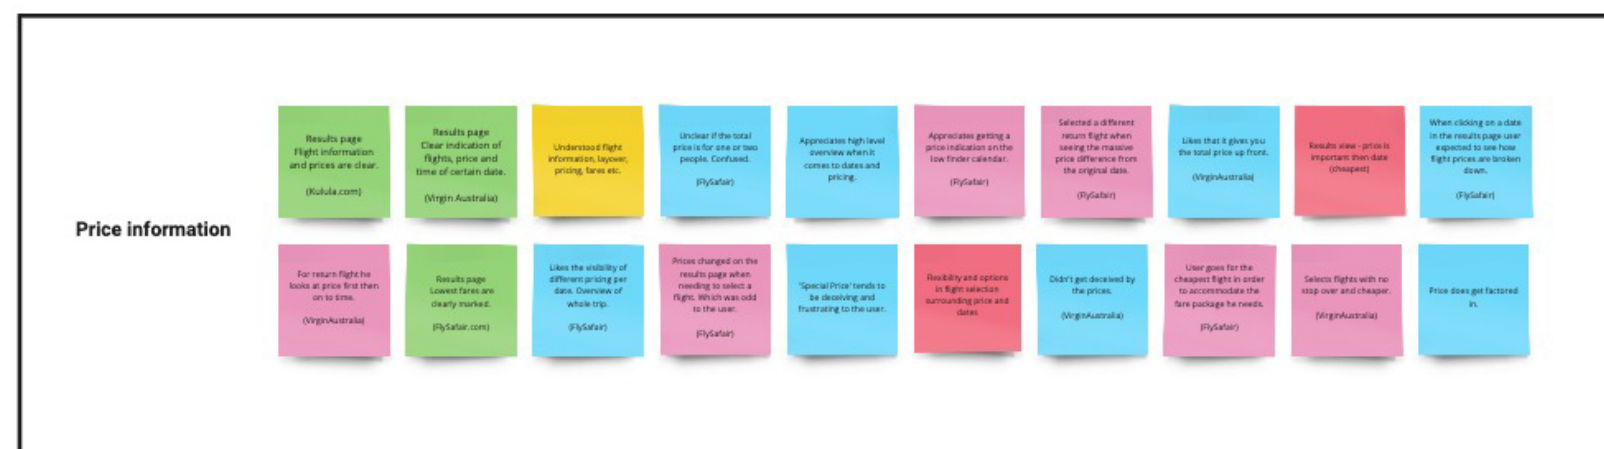 Price information
Results page
Flight information
and prices are clear.
(Kulula.com)
Results page
Clear indication of
flights, price and
time of certain date.
(Virgin Australia)
Understood flight
information, layover,
pricing, fares etc.
Unclear if the total
price is for one or two
people. Confused.
(FlySafair)
Appreciates high level
overview when it
comes to dates and
pricing.
Appreciates getting a
price indication on the
low finder calendar.
(FlySafair)
Selected a different
return flight when
seeing the massive
price difference from
the original date.
(FlySafair)
Likes that it gives you
the total price up front.
(VirginAustralia(
Results view - price is
important then date
(cheapest)
When clicking on a date
in the results page user
expected to see how
flight prices are broken
down.
(FlySafair)
For return flight he
looks at price first then
on to time.
(VirginAustralia(
Results page
Lowest fares are
clearly marked.
(FlySafair.com)
Likes the visibility of
different pricing per
date. Overview of
whole trip.
(FlySafair)
Prices changed on the
results page when
needing to select a
flight. Which was odd
to the user.
(FlySafair)
'Special Price' tends to
be deceiving and
frustrating to the user.
Flexibility and options
in flight selection
surrounding price and
dates
Didn't get deceived by
the prices.
(VirginAustralia)
User goes for the
cheapest flight in order
to accommodate the
fare package he needs.
(FlySafair)
Selects flights with no
stop over and cheaper.
(VirginAustralia)
Price does get factored
in.